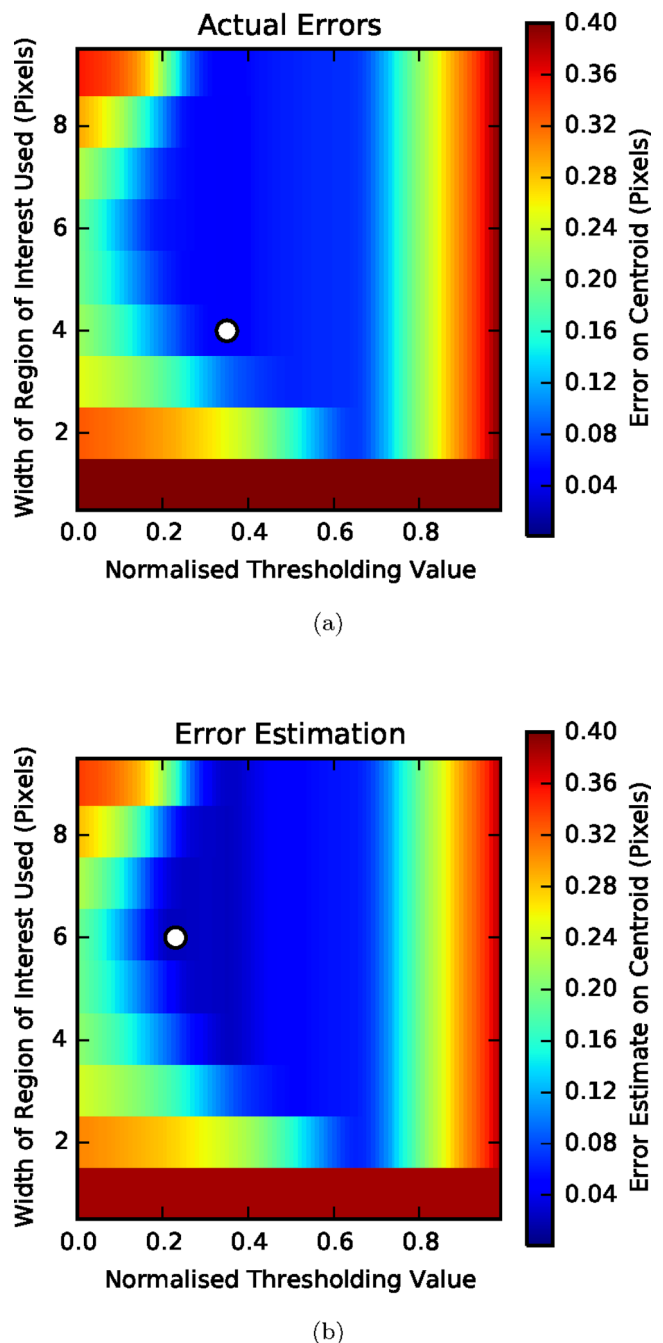 Actual Errors
Width of Region of Interest Used (Pixels)
8
6
4
2
0.0 0.2 0.4 0.6 0.8
Normalised Thresholding Value
0.40
0.36
0.32
0.28
0.24
0.20
0.16
0.12
0.08
0.04
Error on Centroid (Pixels)
(a)
Error Estimation
Width of Region of Interest Used (Pixels)
8
6
4
2
0.0 0.2 0.4 0.6 0.8
Normalised Thresholding Value
0.40
0.36
0.32
0.28
0.24
0.20
0.16
0.12
0.08
0.04
Error Estimate on Centroid (Pixels)
(b)